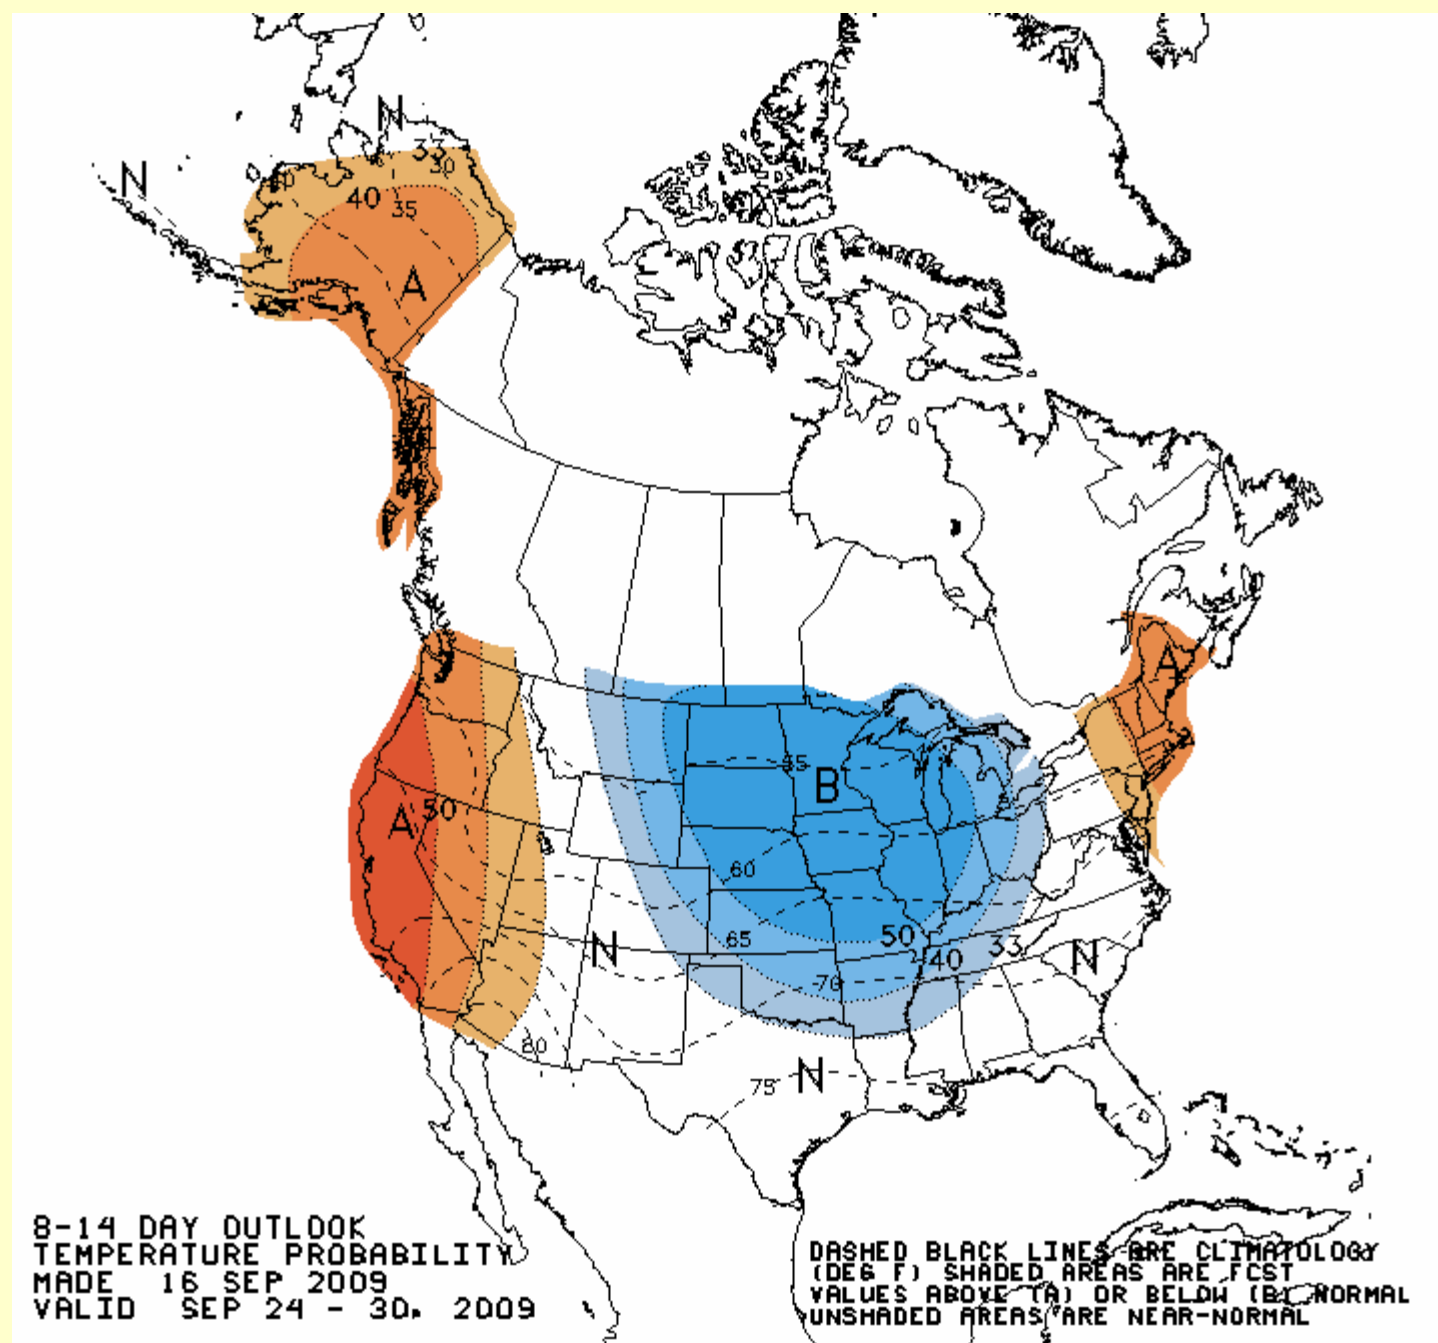 N
N
33
30
30
40
35
A
A
55
B
A
50
60
50
65
40
33
N
N
70
80
75
N
8-14 DAY OUTLOOK
TEMPERATURE PROBABILITY
MADE 16 SEP 2009
VALID SEP 24 - 30, 2009
DASHED BLACK LINES ARE CLIMATOLOGY
(DEG F) SHADED AREAS ARE FCST
VALUES ABOVE (A) OR BELOW (B) NORMAL
UNSHADED AREAS ARE NEAR-NORMAL